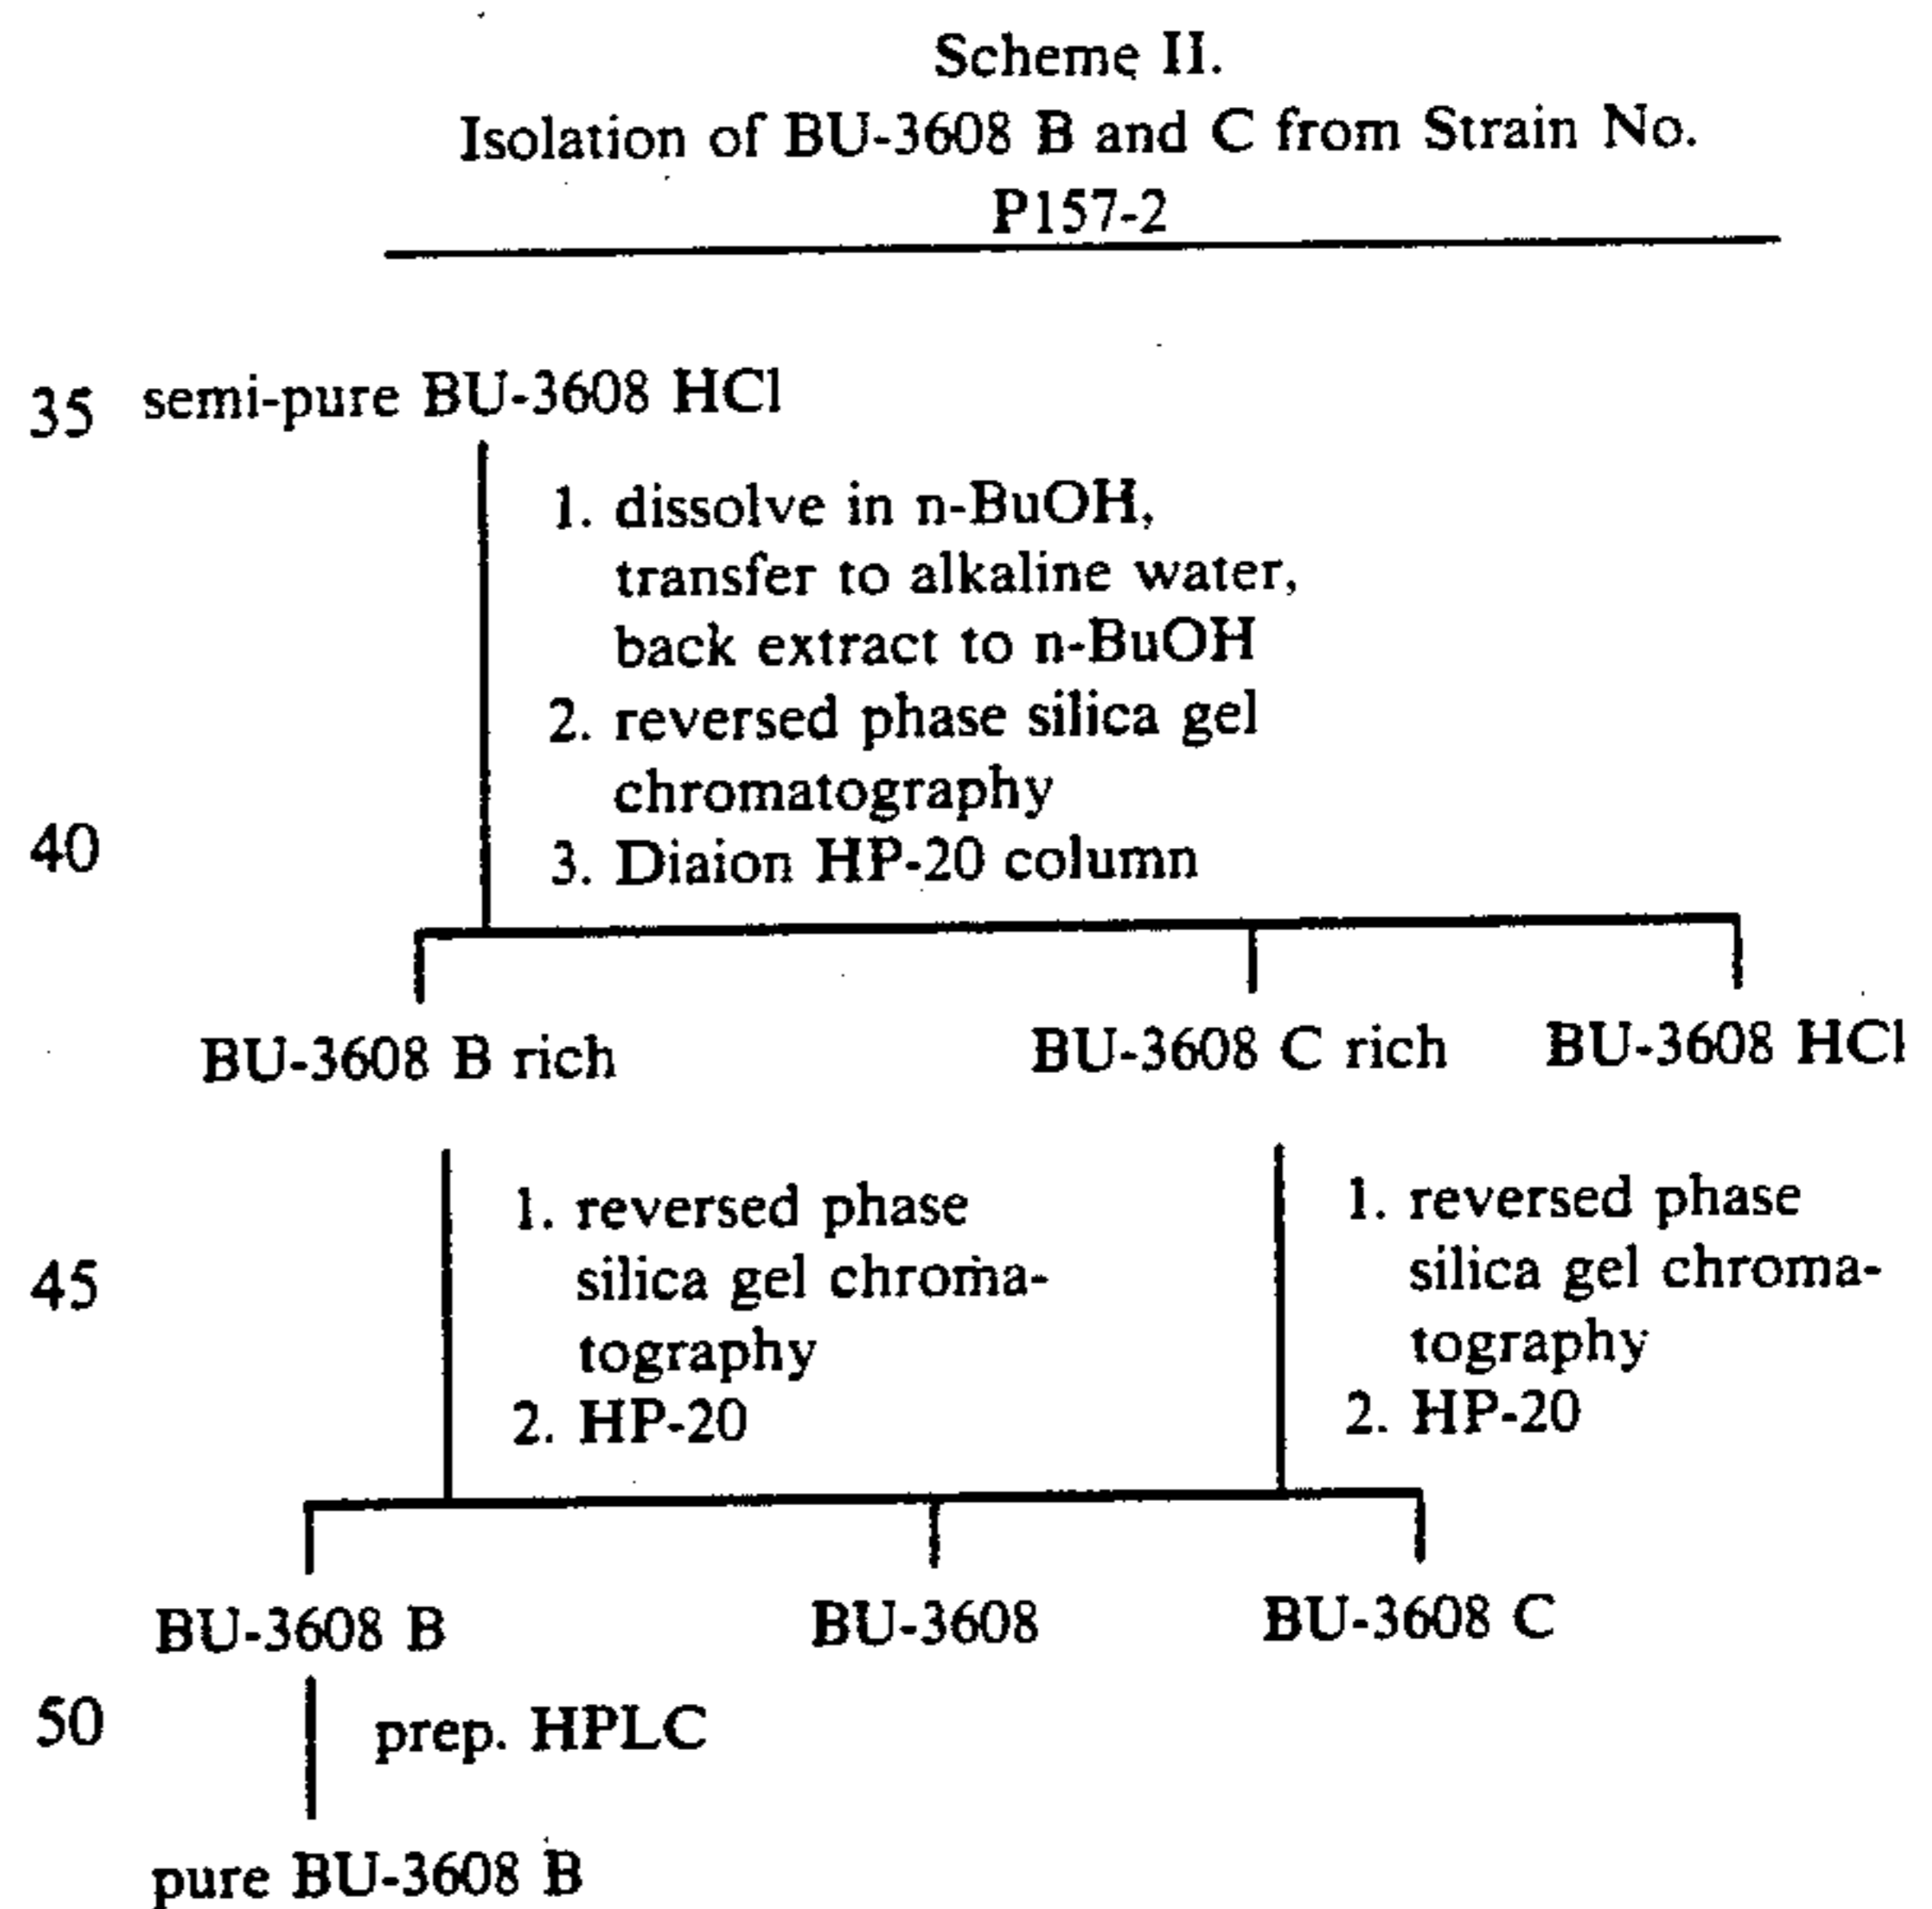 Scheme II.
Isolation of BU-3608 B and C from Strain No.
P157-2
35 semi-pure BU-3608 HCl
1. dissolve in n-BuOH,
transfer to alkaline water,
back extract to n-BuOH
2. reversed phase silica gel
chromatography
40 3. Diaion HP-20 column
BU-3608 B rich BU-3608 C rich BU-3608 HCl
1. reversed phase
silica gel chroma-
tography
2. HP-20
1. reversed phase
silica gel chroma-
tography
2. HP-20
45
BU-3608 B BU-3608 BU-3608 C
50 prep. HPLC
pure BU-3608 B